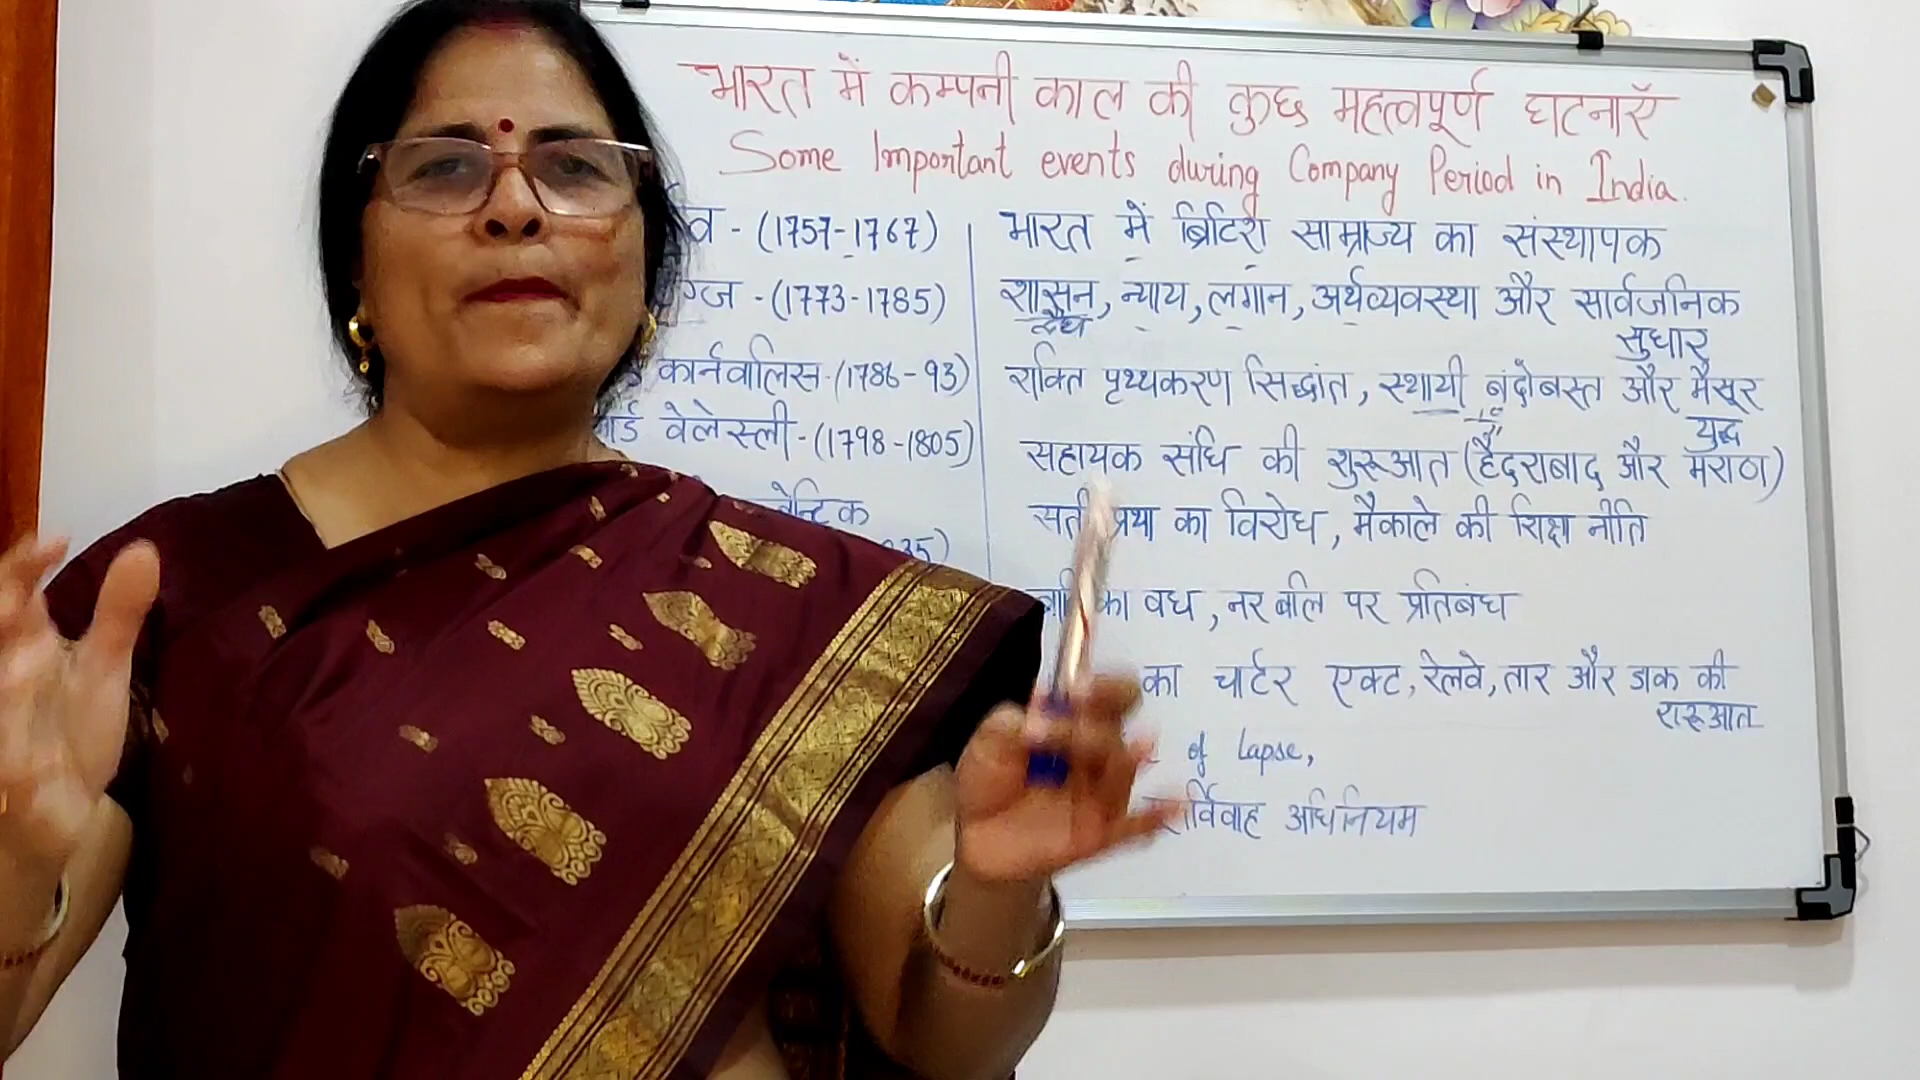 भारत में कम्पनी काल की कुछ महत्वपूर्ण घटनाऐं
Some Important events during Company Period in India.
व - (1757-1767) भारत में ब्रिटिश साम्राज्य का संस्थापक
ग्ज - (1773-1785) शासन, न्याय, लगान, अर्थव्यवस्था और सार्वजनिक
सुधार
कार्नवालिस - (1786-93) शक्ति पृथ्थकरण सिद्धांत, स्थायी बंदोबस्त और मैसूर
युद्ध
लार्ड वेलेस्ली - (1798-1805) सहायक संधि की शुरूआत (हैदराबाद और मराठा)
बेन्टिक सती प्रथा का विरोध, मैकाले की शिक्षा नीति
35)
का वध, नर बलि पर प्रतिबंध
का चार्टर एक्ट, रेलवे, तार और डाक की
शुरूआत
of Lapse,
र्विवाह अधिनियम